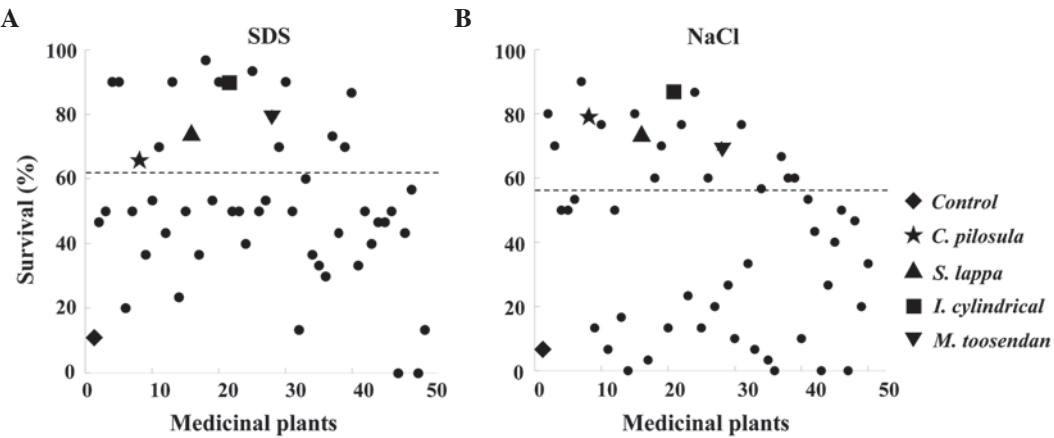 A
SDS
100
80
60
40
20
0
0
10
20
30
40
50
Survival (%)
Medicinal plants
B
NaCl
100
80
60
40
20
0
0
10
20
30
40
50
Medicinal plants
Control
C. pilosula
S. lappa
I. cylindrical
M. toosendan